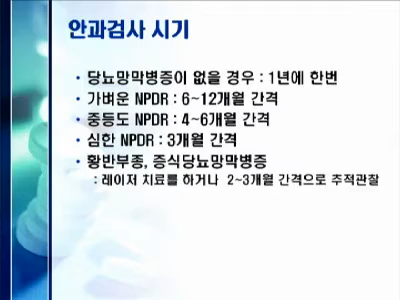 안과검사 시기
• 당뇨망막병증이 없을 경우 : 1년에 한번
• 가벼운 NPDR : 6~12개월 간격
• 중등도 NPDR : 4~6개월 간격
• 심한 NPDR : 3개월 간격
• 황반부종, 증식당뇨망막병증
: 레이저 치료를 하거나 2~3개월 간격으로 추적관찰